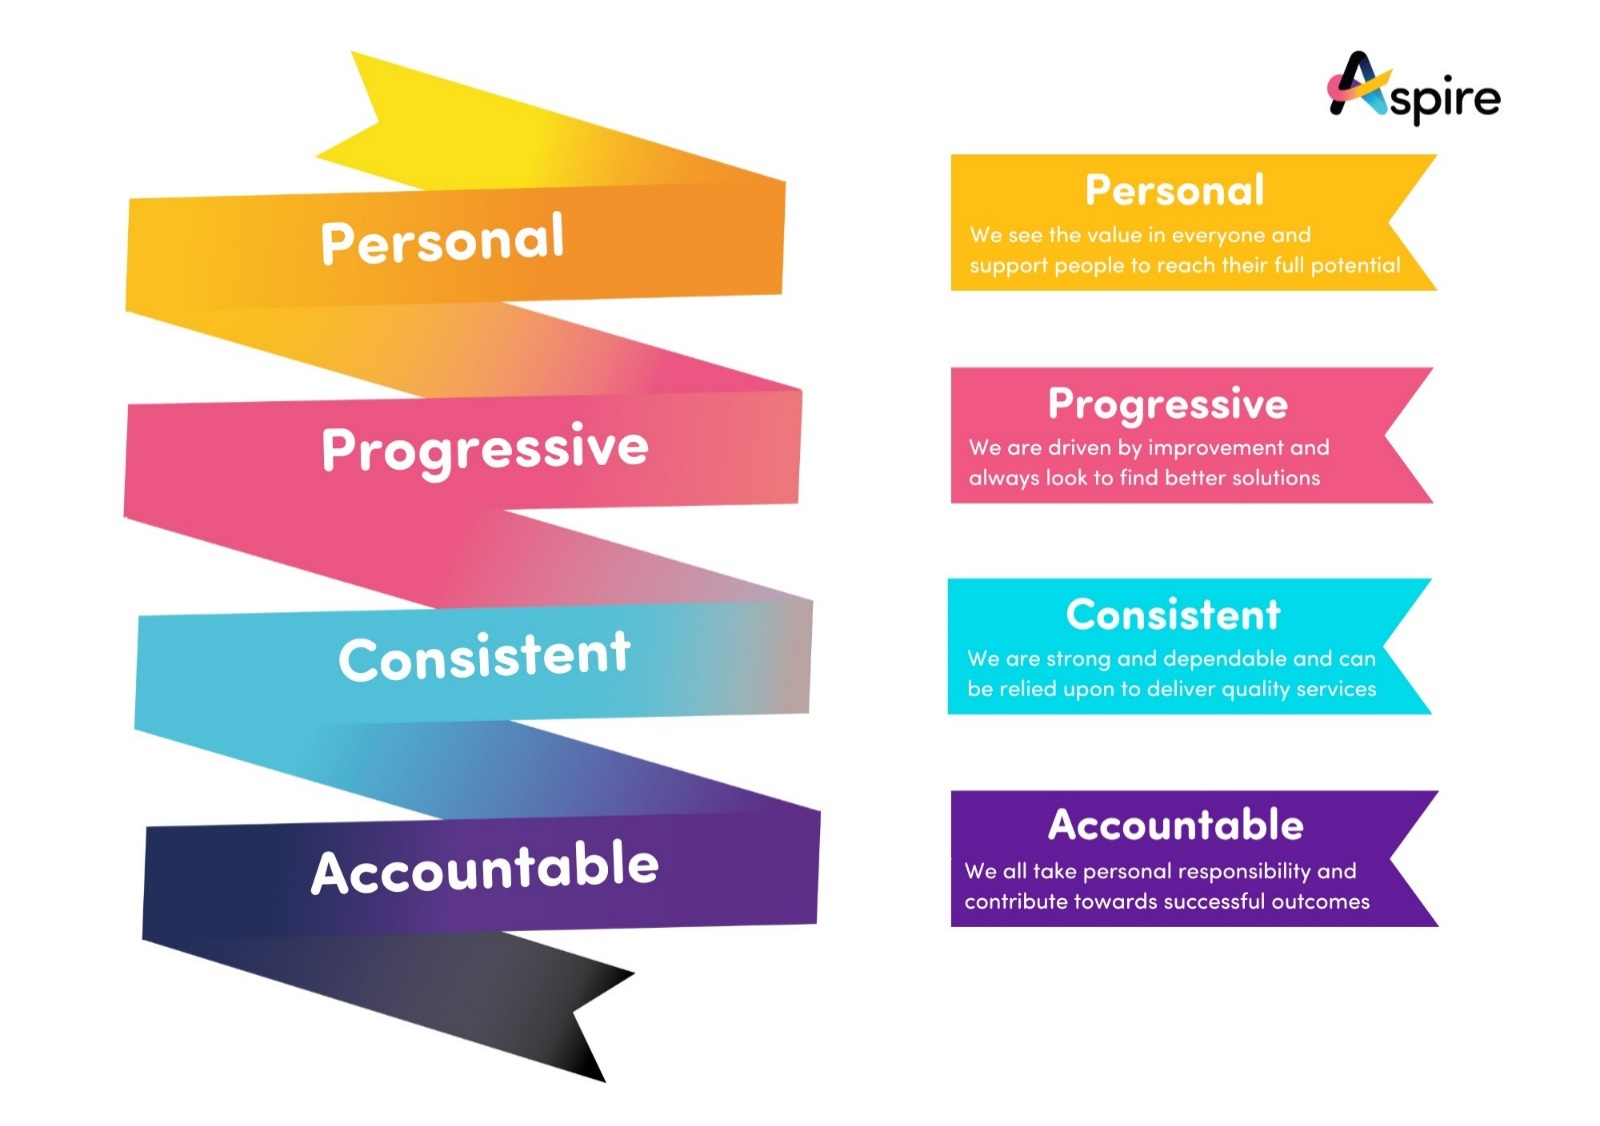 Aspire
Personal
Progressive
Consistent
Accountable
Personal
We see the value in everyone and
support people to reach their full potential
Progressive
We are driven by improvement and
always look to find better solutions
Consistent
We are strong and dependable and can
be relied upon to deliver quality services
Accountable
We all take personal responsibility and
contribute towards successful outcomes